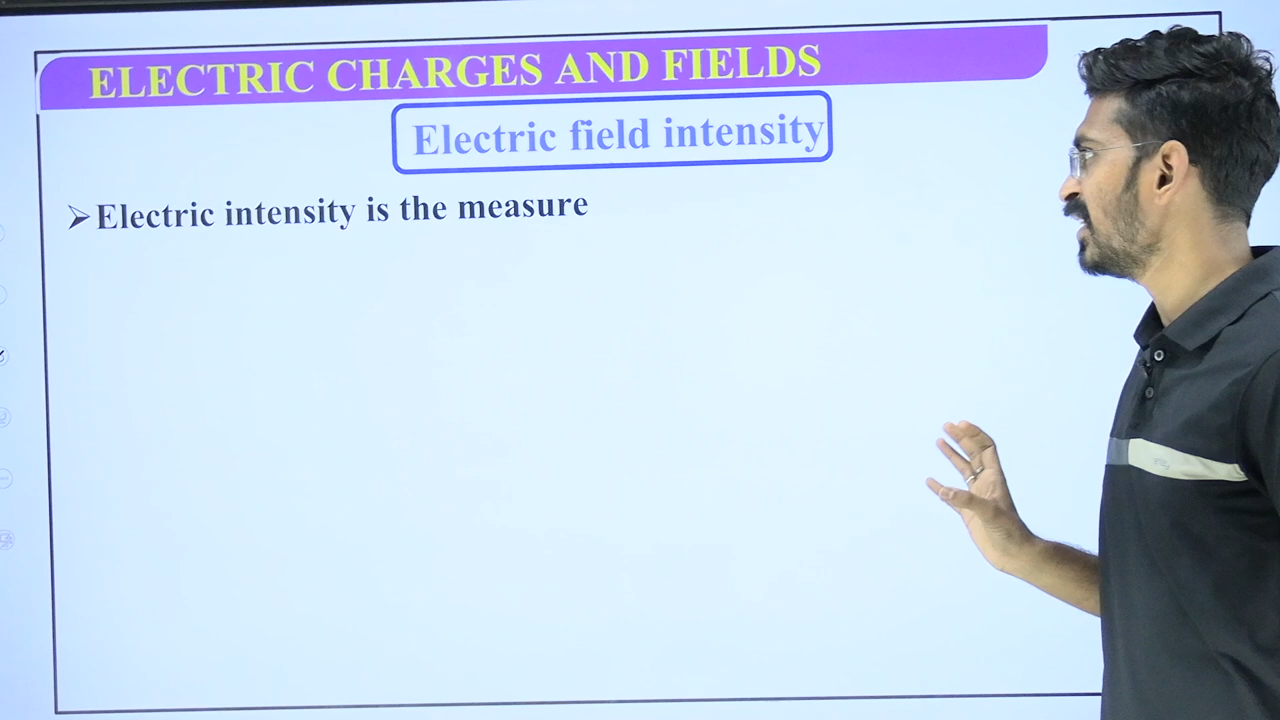 ELECTRIC CHARGES AND FIELDS
Electric field intensity
➢Electric intensity is the measure